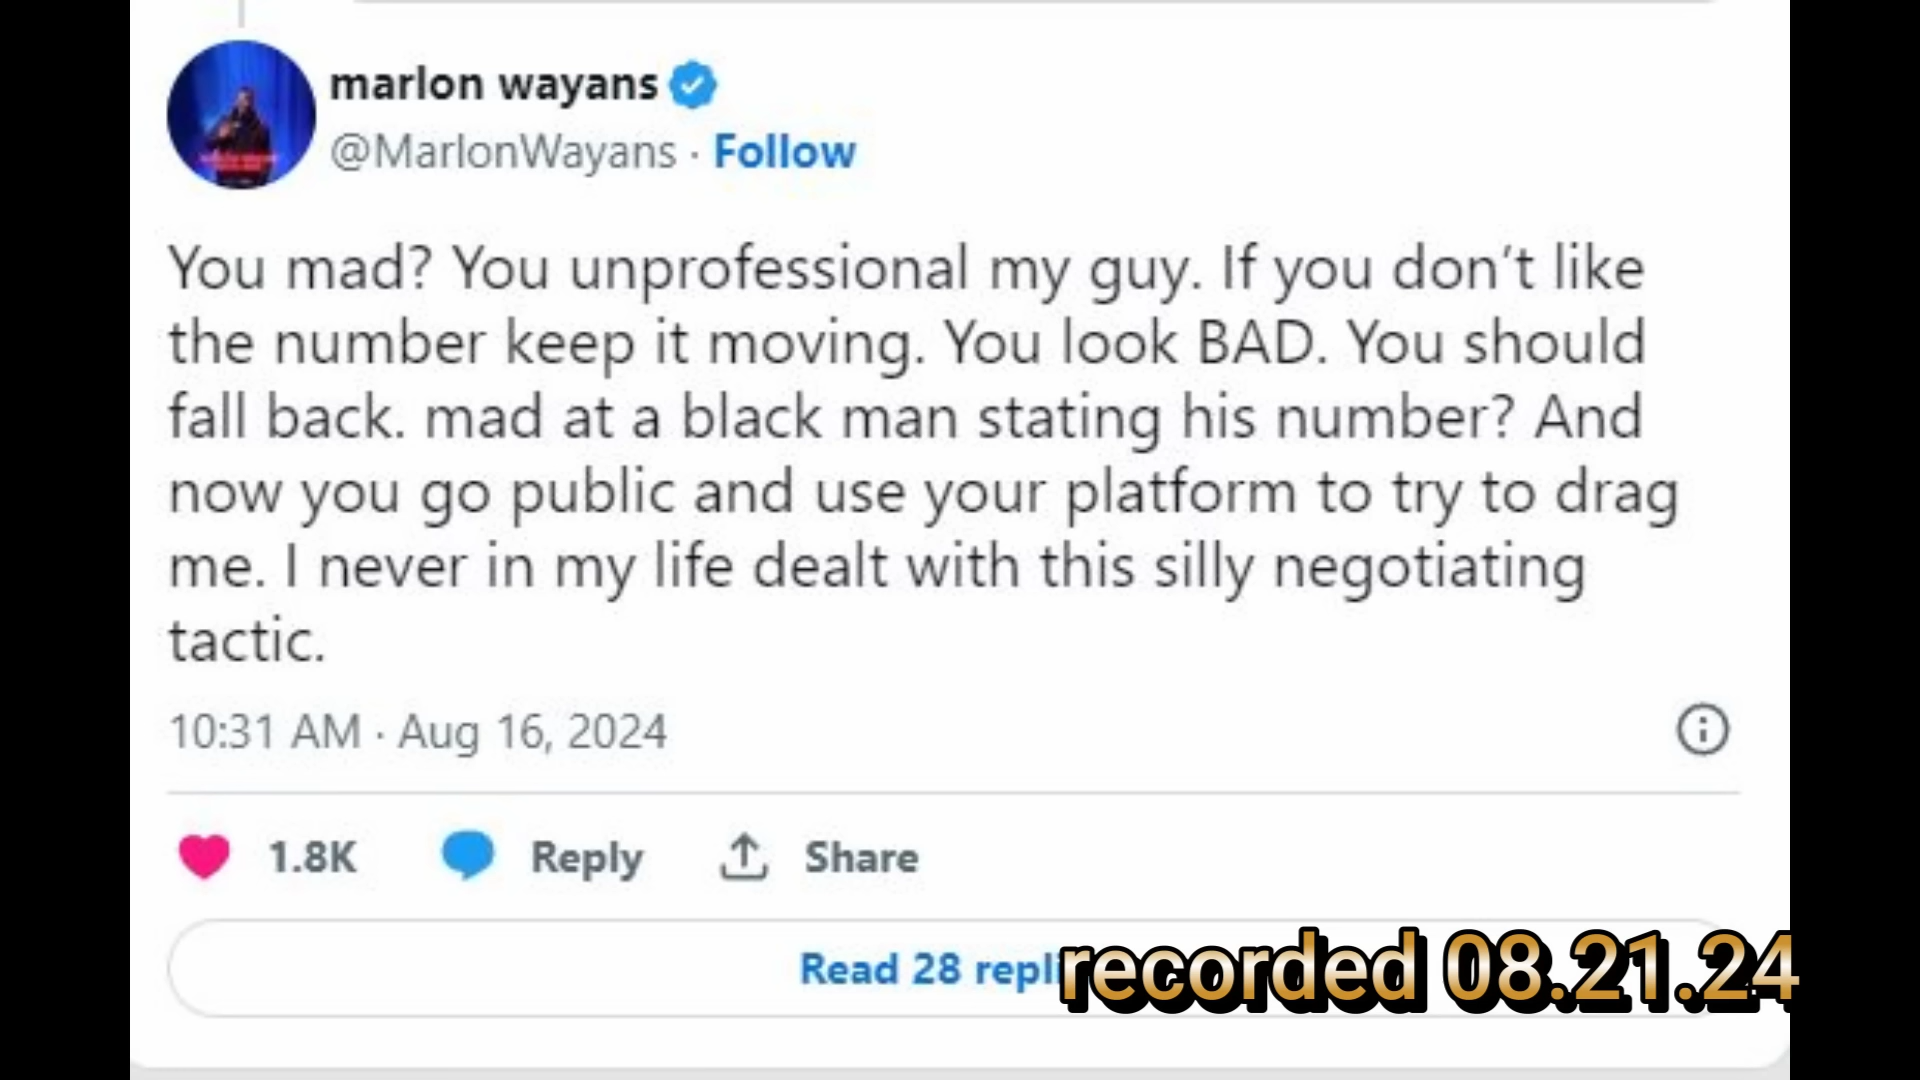 marlon wayans
@MarlonWayans · Follow
You mad? You unprofessional my guy. If you don’t like
the number keep it moving. You look BAD. You should
fall back. mad at a black man stating his number? And
now you go public and use your platform to try to drag
me. I never in my life dealt with this silly negotiating
tactic.
10:31 AM · Aug 16, 2024
1.8K Reply Share
Read 28
recorded 08.21.24